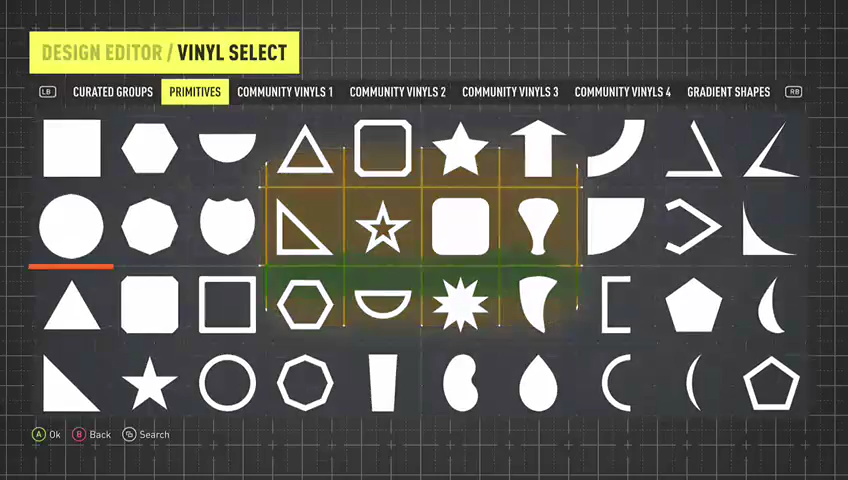 DESIGN EDITOR / VINYL SELECT
LB CURATED GROUPS PRIMITIVES COMMUNITY VINYLS 1 COMMUNITY VINYLS 2 COMMUNITY VINYLS 3 COMMUNITY VINYLS 4 GRADIENT SHAPES RB
A Ok B Back Search